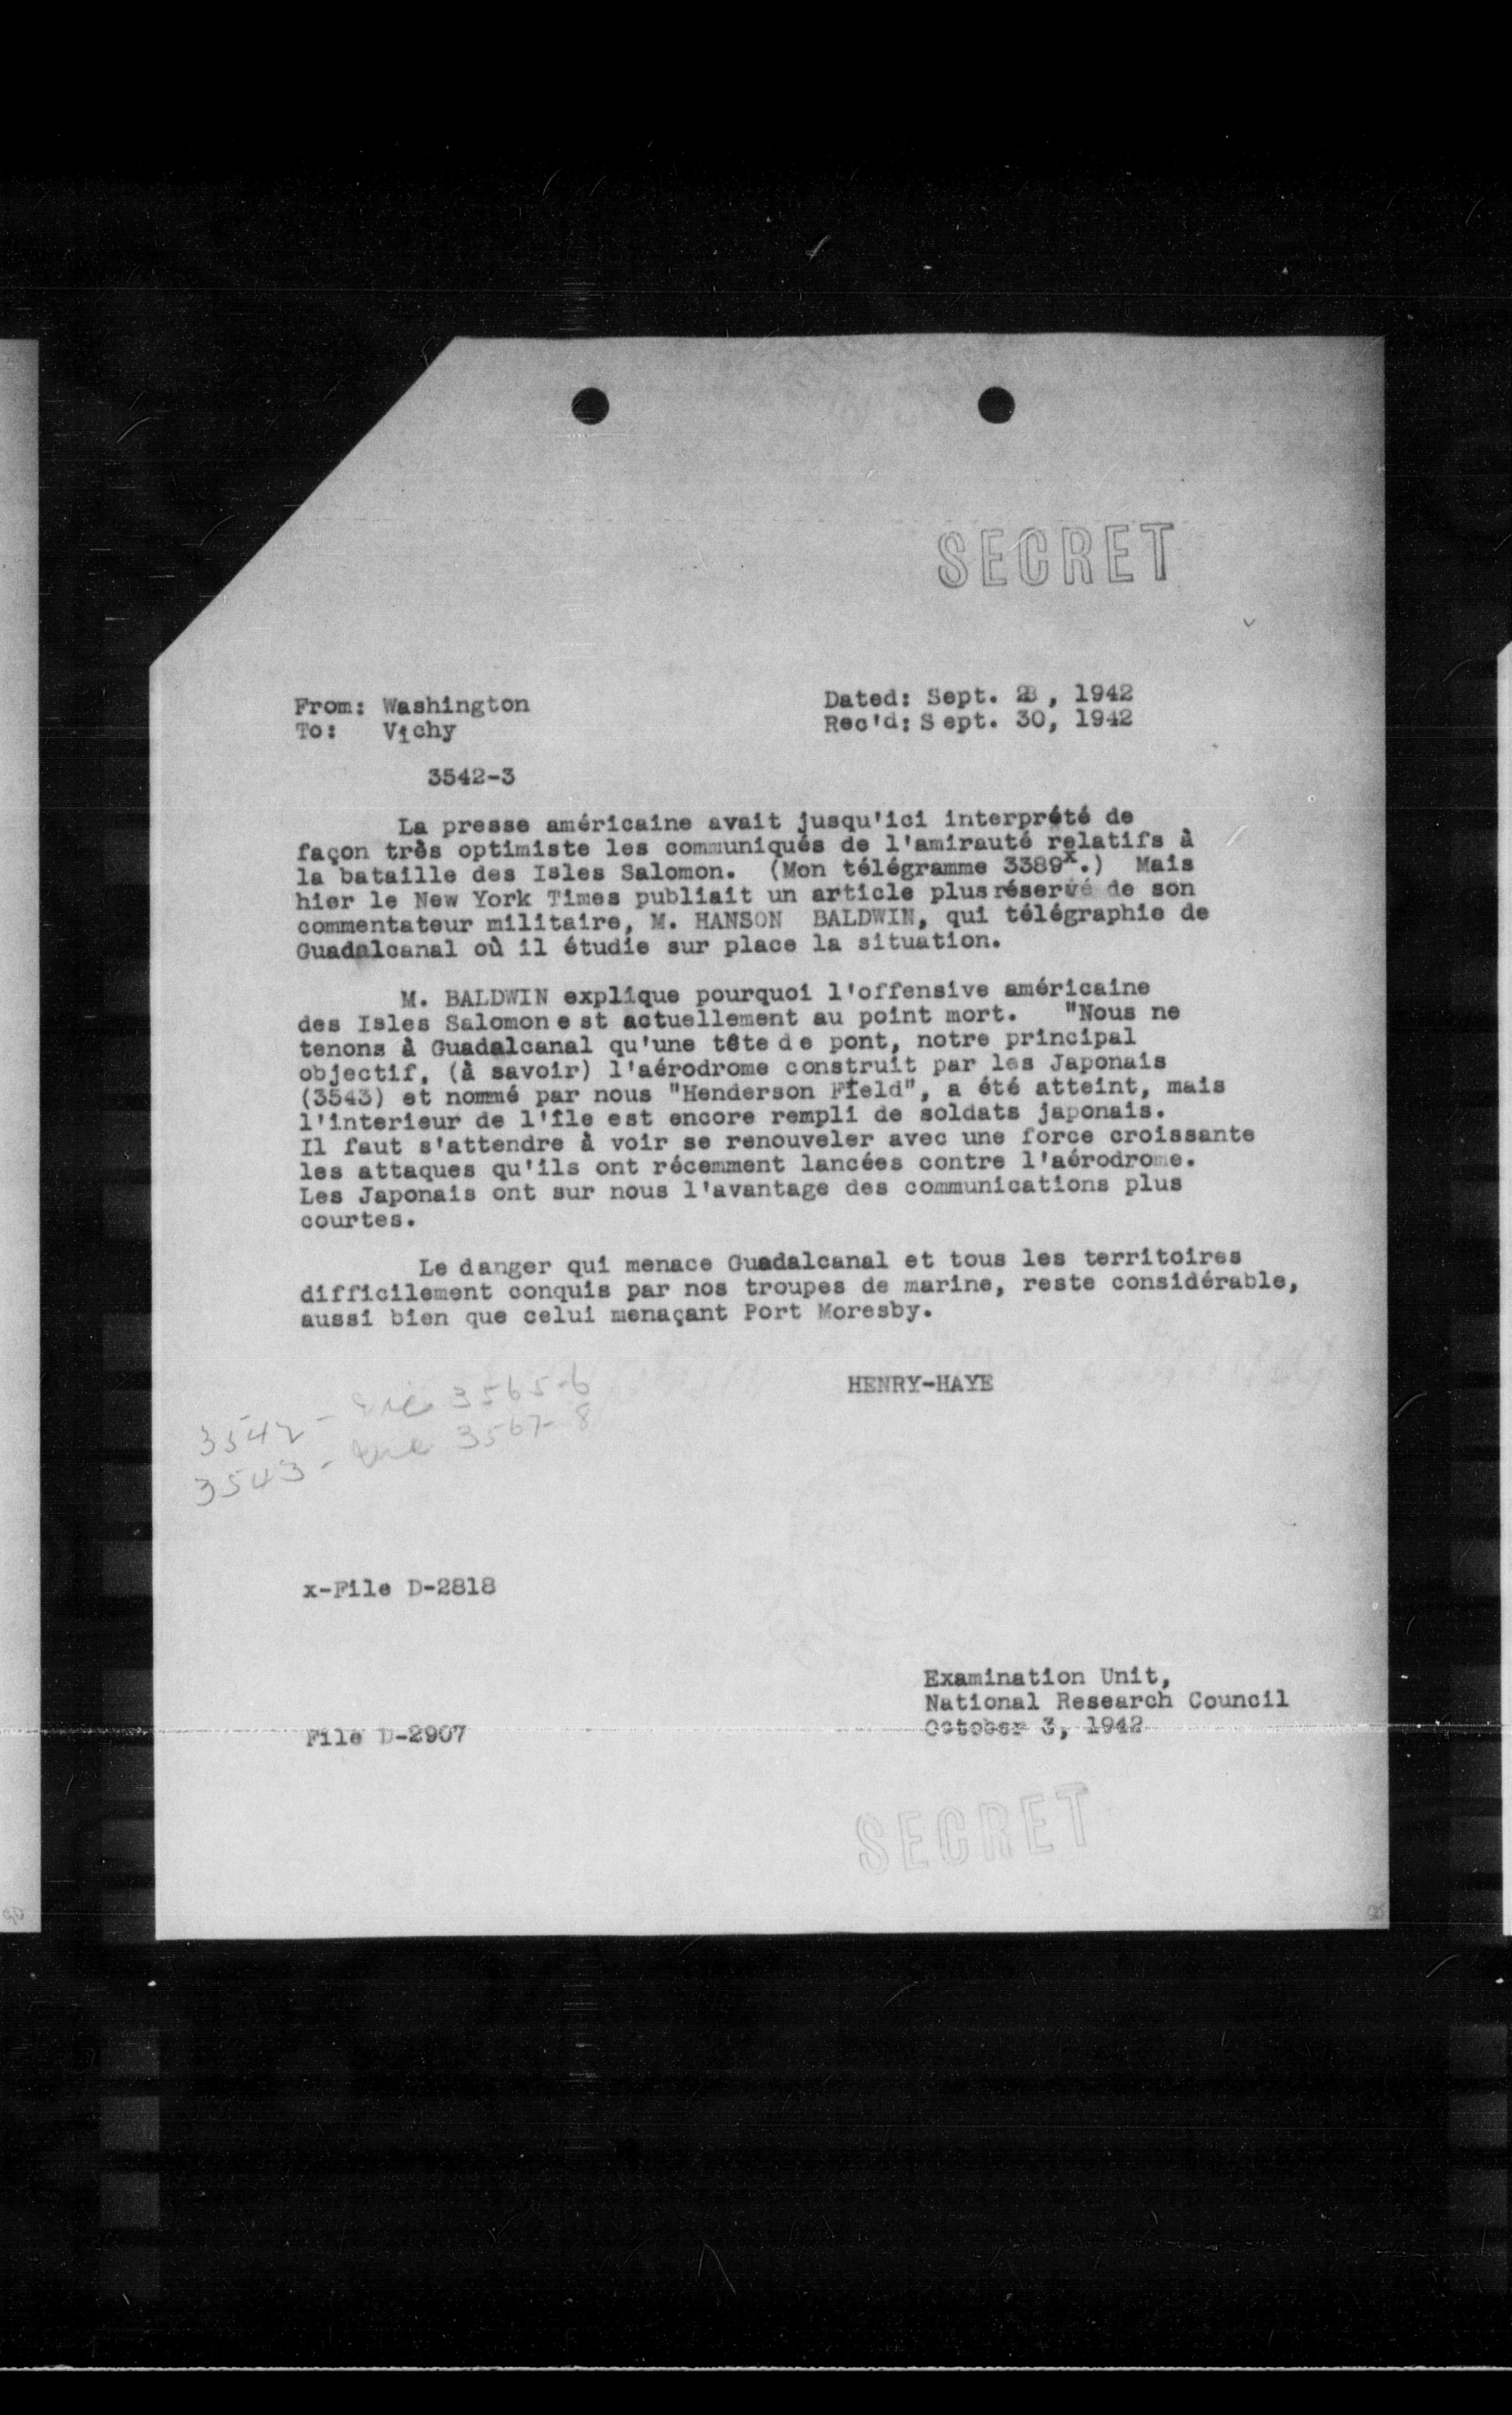 SECRET
From: Washington
To: Vichy
Dated: Sept. 28, 1942
Rec'd: Sept. 30, 1942
3542-3
La presse américaine avait jusqu'ici interprété de
façon très optimiste les communiqués de l'amirauté relatifs à
la bataille des Isles Salomon. (Mon télégramme 3389x.) Mais
hier le New York Times publiait un article plus réservé de son
commentateur militaire, M. HANSON BALDWIN, qui télégraphie de
Guadalcanal où il étudie sur place la situation.
M. BALDWIN explique pourquoi l'offensive américaine
des Isles Salomon est actuellement au point mort. "Nous ne
tenons à Guadalcanal qu'une tête de pont, notre principal
objectif, (à savoir) l'aérodrome construit par les Japonais
(3543) et nommé par nous "Henderson Field", a été atteint, mais
l'interieur de l'île est encore rempli de soldats japonais.
Il faut s'attendre à voir se renouveler avec une force croissante
les attaques qu'ils ont récemment lancées contre l'aérodrome.
Les Japonais ont sur nous l'avantage des communications plus
courtes.
Le danger qui menace Guadalcanal et tous les territoires
difficilement conquis par nos troupes de marine, reste considérable,
aussi bien que celui menaçant Port Moresby.
HENRY-HAYE
3542 - 3565-6
3543 - 3567-8
x-File D-2818
Examination Unit,
National Research Council
October 3, 1942
File D-2907
SECRET